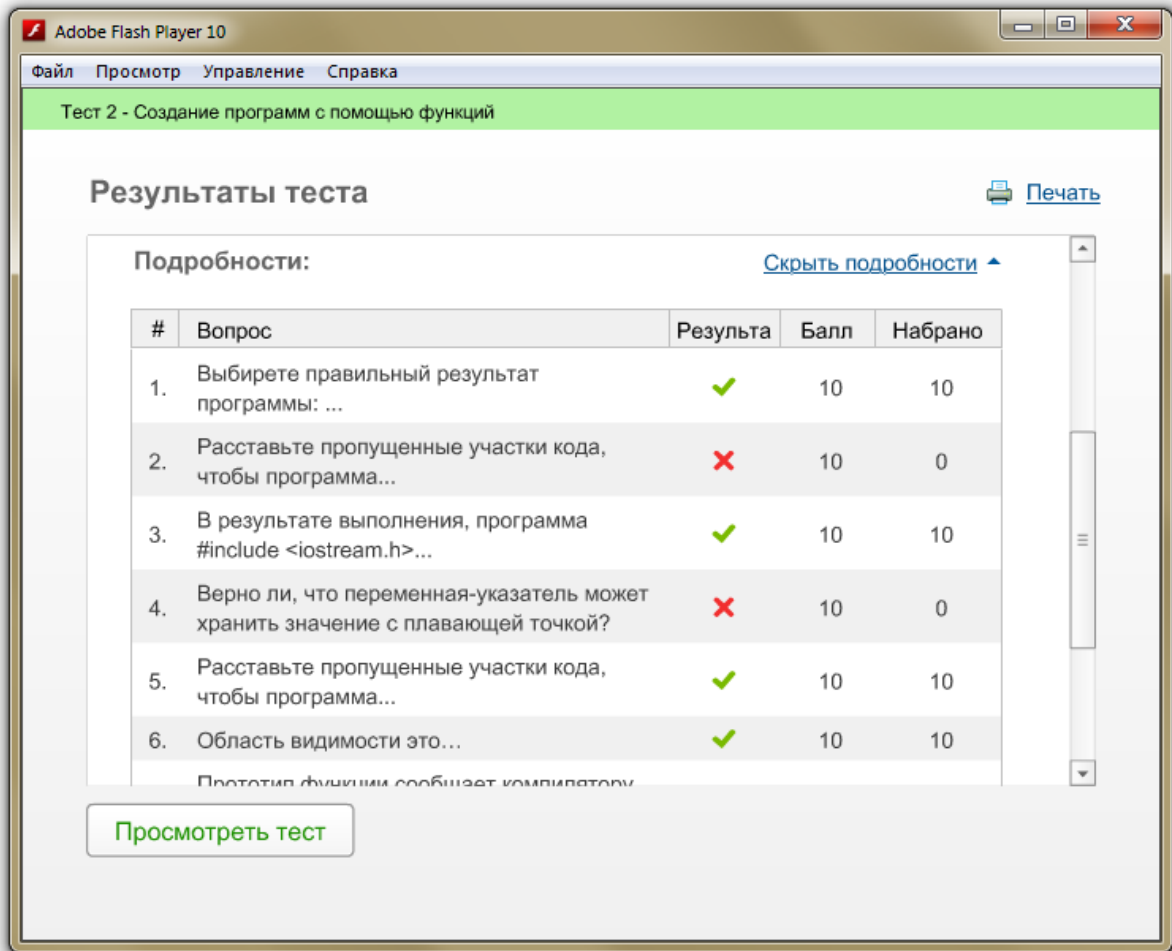 Adobe Flash Player 10
Файл Просмотр Управление Справка
Тест 2 - Создание программ с помощью функций
Результаты теста
Печать
Подробности:
Скрыть подробности
# Вопрос Результа Балл Набрано
1. Выбирете правильный результат
программы: ... 10 10
2. Расставьте пропущенные участки кода,
чтобы программа... 10 0
3. В результате выполнения, программа
#include <iostream.h>... 10 10
4. Верно ли, что переменная-указатель может
хранить значение с плавающей точкой? 10 0
5. Расставьте пропущенные участки кода,
чтобы программа... 10 10
6. Область видимости это... 10 10
Прототип функции сообщает компилятору
Просмотреть тест